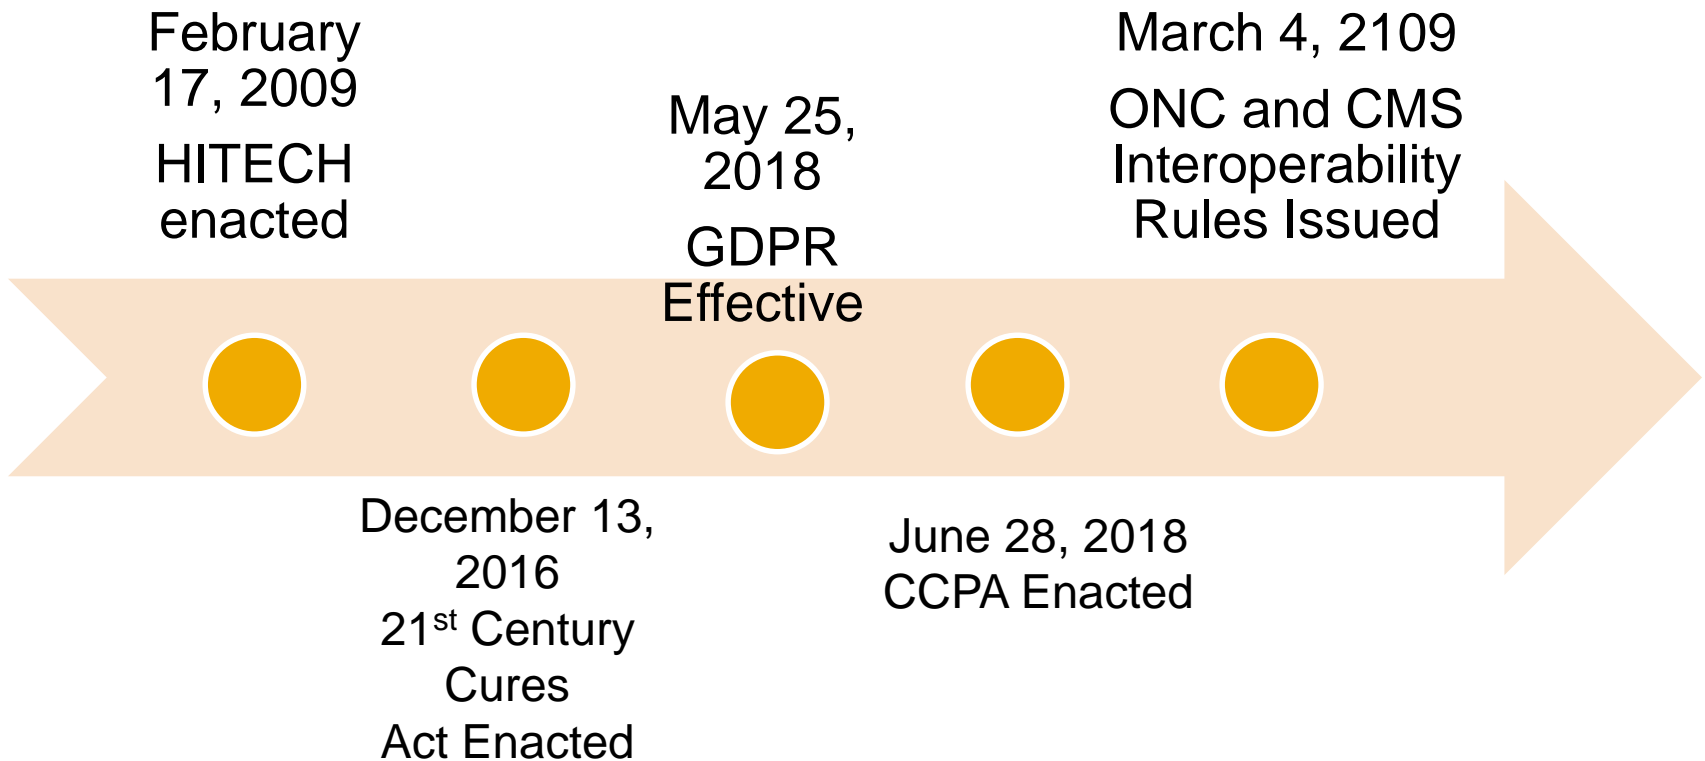 February
17, 2009
HITECH
enacted
December 13,
2016
21st Century
Cures
Act Enacted
May 25,
2018
GDPR
Effective
June 28, 2018
CCPA Enacted
March 4, 2109
ONC and CMS
Interoperability
Rules Issued